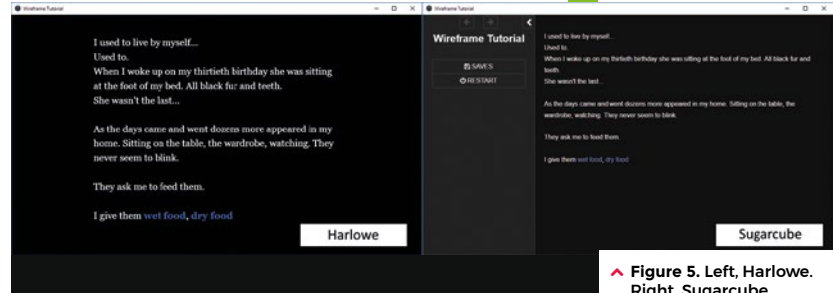 Wireframe Tutorial
I used to live by myself...
Used to.
When I woke up on my thirtieth birthday she was sitting
at the foot of my bed. All black fur and teeth.
She wasn't the last...
As the days came and went dozens more appeared in my
home. Sitting on the table, the wardrobe, watching. They
never seem to blink.
They ask me to feed them.
I give them wet food, dry food
Harlowe
Wireframe Tutorial
Wireframe Tutorial
SAVES
RESTART
I used to live by myself...
Used to.
When I woke up on my thirtieth birthday she was sitting at the foot of my bed. All black fur and
teeth.
She wasn't the last...
As the days came and went dozens more appeared in my home. Sitting on the table, the
wardrobe, watching. They never seem to blink.
They ask me to feed them.
I give them wet food, dry food
Sugarcube
Figure 5. Left, Harlowe.
Right, Sugarcube